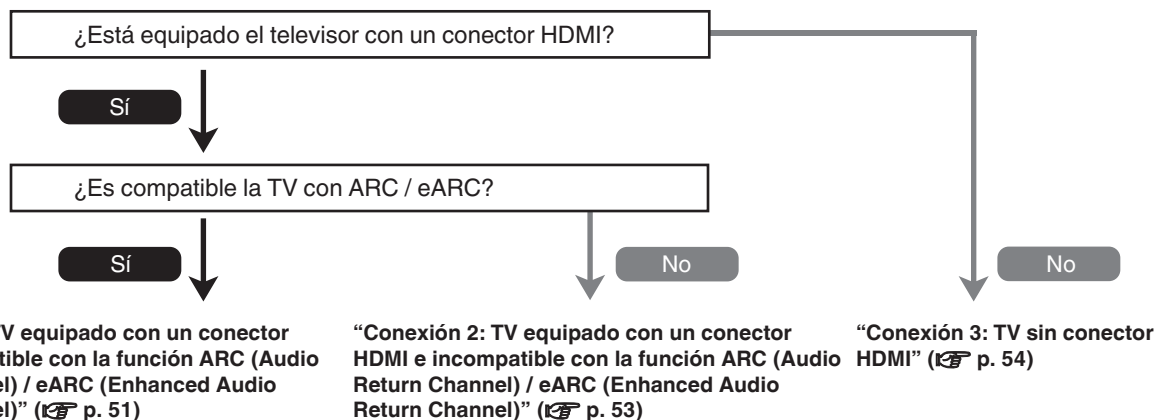 ¿Está equipado el televisor con un conector HDMI?
Sí
¿Es compatible la TV con ARC / eARC?
Sí
No
No
equipado con un conector
con la función ARC (Audio
/ eARC (Enhanced Audio
(☞ p. 51)
“Conexión 2: TV equipado con un conector
HDMI e incompatible con la función ARC (Audio
Return Channel) / eARC (Enhanced Audio
Return Channel)” (☞ p. 53)
“Conexión 3: TV sin conector
HDMI” (☞ p. 54)